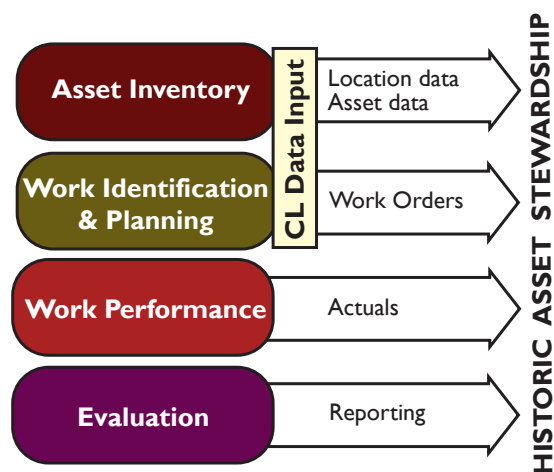 Asset Inventory
Location data
Asset data
Work Identification
& Planning
Work Orders
CL Data Input
Work Performance
Actuals
Evaluation
Reporting
HISTORIC ASSET STEWARDSHIP